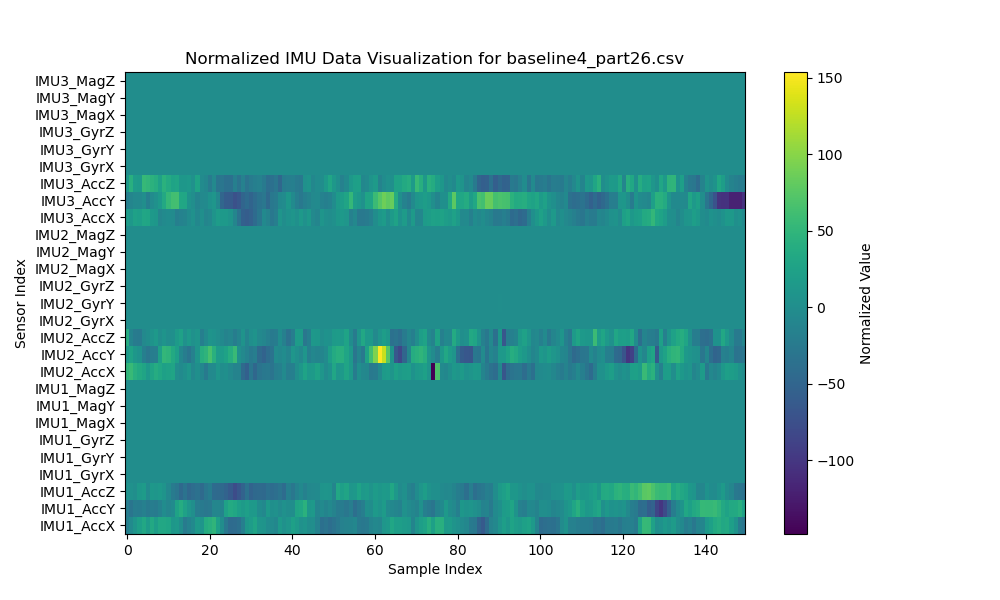 Normalized IMU Data Visualization for baseline4_part26.csv
IMU3_MagZ
IMU3_MagY
IMU3_MagX
IMU3_GyrZ
IMU3_GyrY
IMU3_GyrX
IMU3_AccZ
IMU3_AccY
IMU3_AccX
IMU2_MagZ
IMU2_MagY
IMU2_MagX
IMU2_GyrZ
IMU2_GyrY
IMU2_GyrX
IMU2_AccZ
IMU2_AccY
IMU2_AccX
IMU1_MagZ
IMU1_MagY
IMU1_MagX
IMU1_GyrZ
IMU1_GyrY
IMU1_GyrX
IMU1_AccZ
IMU1_AccY
IMU1_AccX
Sensor Index
0 20 40 60 80 100 120 140
Sample Index
150
100
50
0
−50
−100
Normalized Value